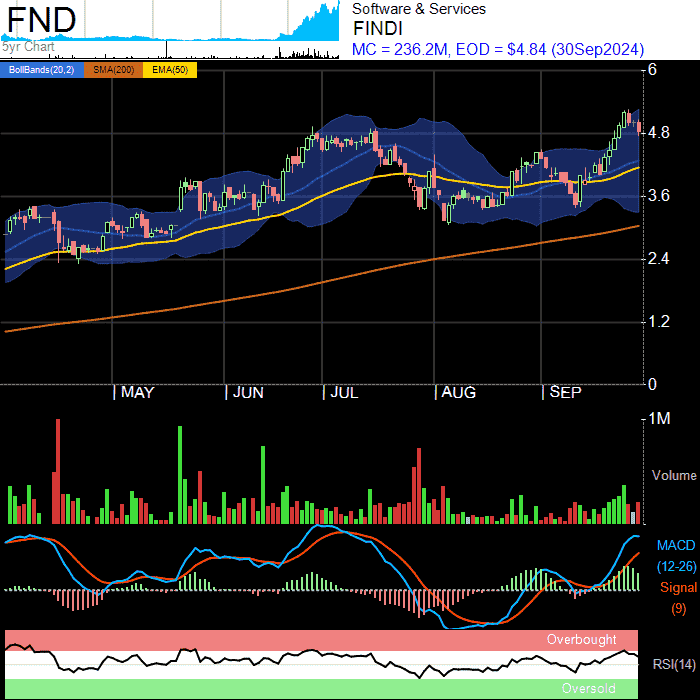 FND
5yr Chart
Software & Services
FINDI
MC = 236.2M, EOD = $4.84 (30Sep2024)
BollBands(20,2) SMA(200) EMA(50)
6
4.8
3.6
2.4
1.2
0
MAY JUN JUL AUG SEP
1M
Volume
MACD
(12-26)
Signal
(9)
Overbought
RSI(14)
Oversold